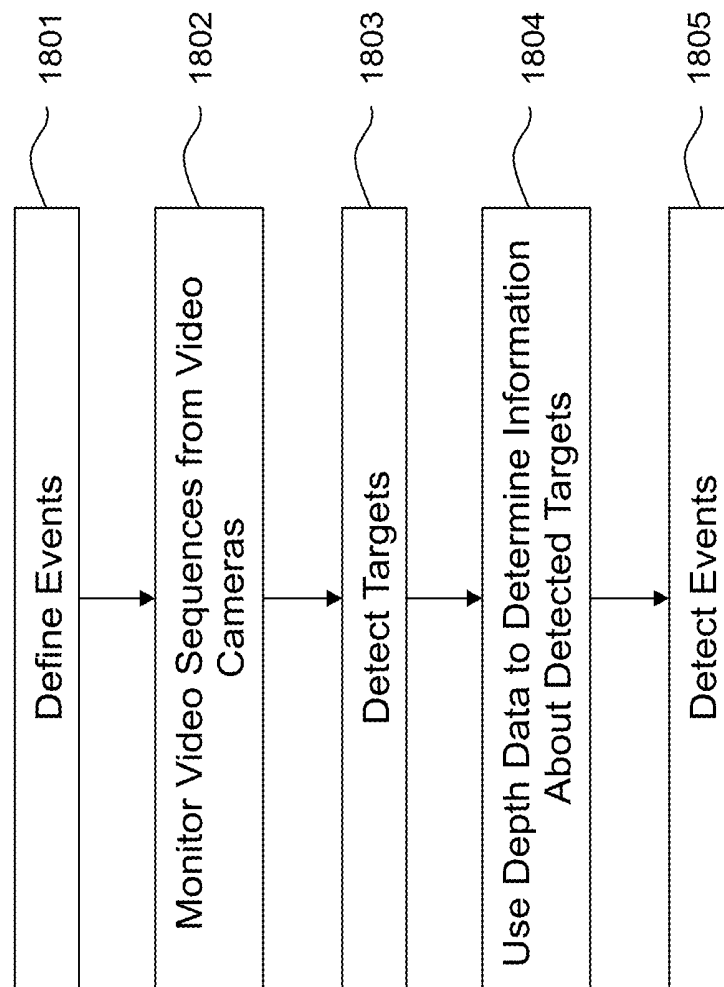 Define Events
1801
Monitor Video Sequences from Video
Cameras
1802
Detect Targets
1803
Use Depth Data to Determine Information
About Detected Targets
1804
Detect Events
1805